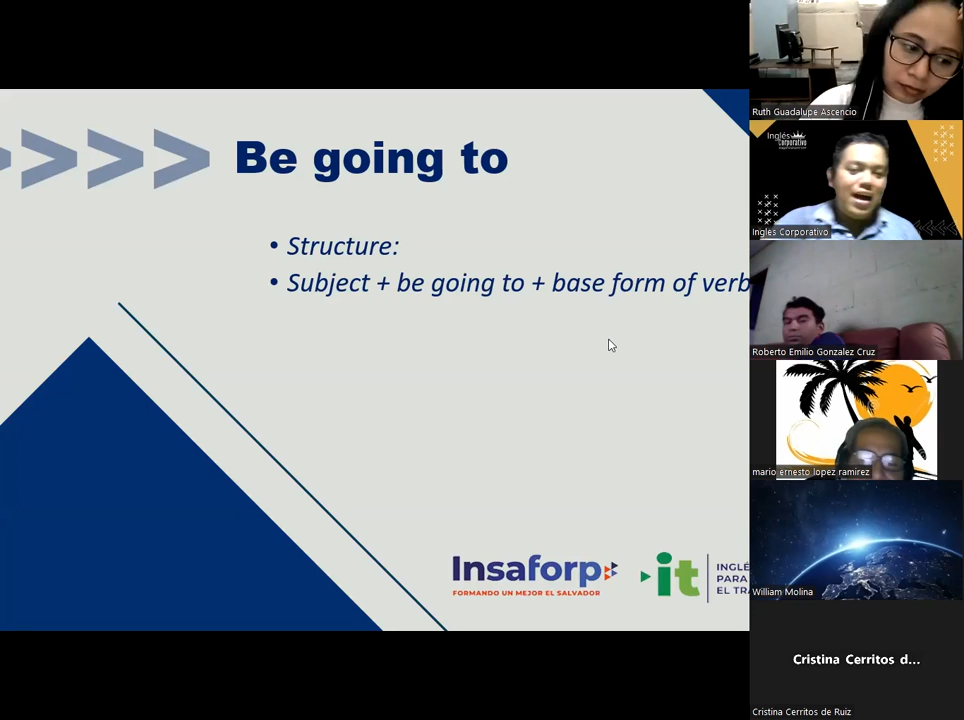 Be going to
• Structure:
• Subject + be going to + base form of verb
Insaforp
FORMANDO UN MEJOR EL SALVADOR
it
INGLÉ
PARA
EL TRA
Ruth Guadalupe Ascencio
Inglés
Corporativo
Ingles Corporativo
Roberto Emilio Gonzalez Cruz
mario ernesto lopez ramirez
William Molina
Cristina Cerritos d...
Cristina Cerritos de Ruiz